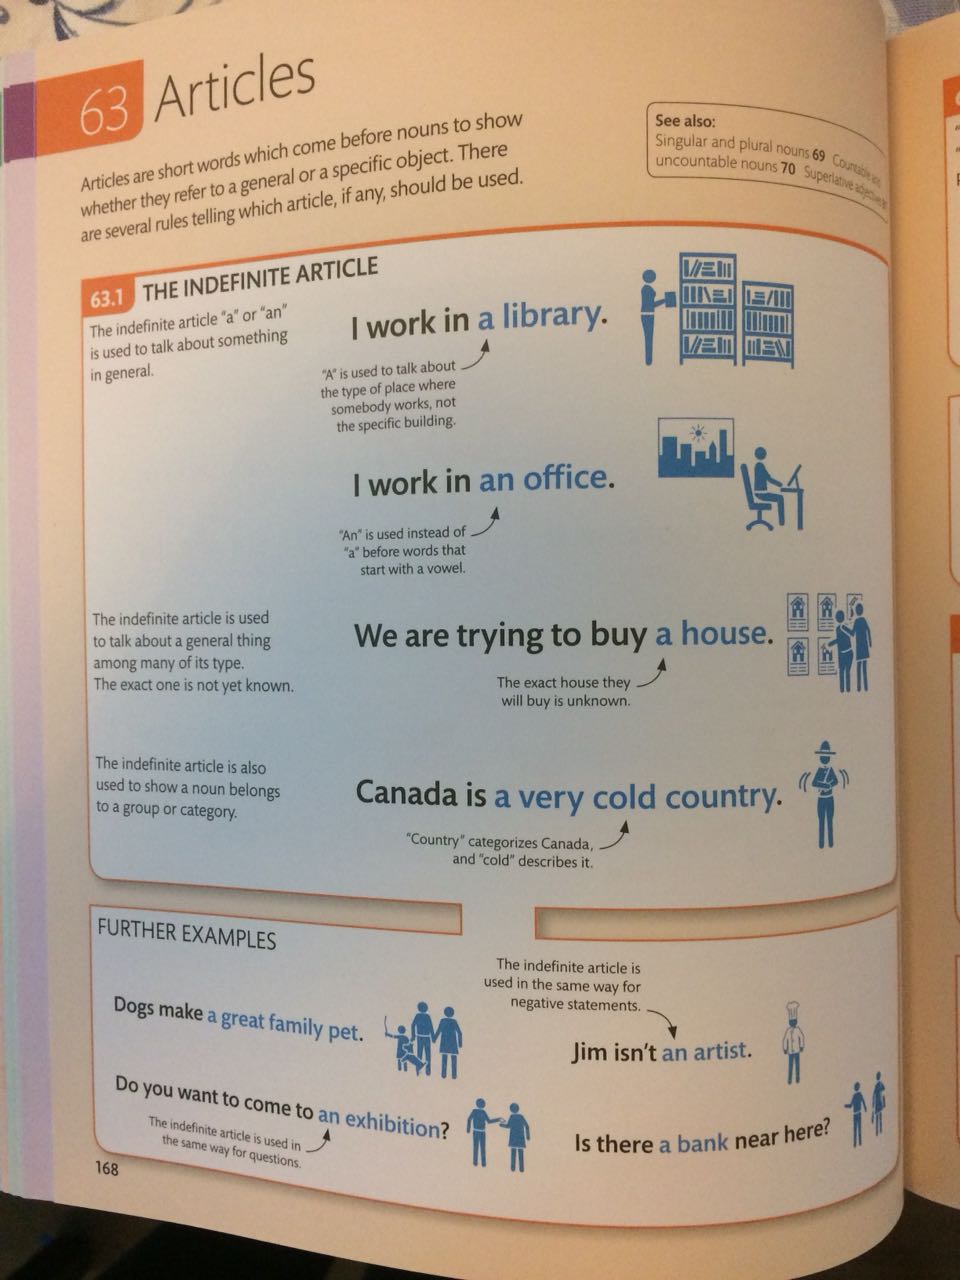 63 Articles
Articles are short words which come before nouns to show
whether they refer to a general or a specific object. There
are several rules telling which article, if any, should be used.
See also:
Singular and plural nouns 69 Countable and
uncountable nouns 70 Superlative adjectives
63.1 THE INDEFINITE ARTICLE
The indefinite article "a" or "an"
is used to talk about something
in general.
I work in a library.
"A" is used to talk about
the type of place where
somebody works, not
the specific building.
I work in an office.
"An" is used instead of
"a" before words that
start with a vowel.
The indefinite article is used
to talk about a general thing
among many of its type.
The exact one is not yet known.
We are trying to buy a house.
The exact house they
will buy is unknown.
The indefinite article is also
used to show a noun belongs
to a group or category.
Canada is a very cold country.
"Country" categorizes Canada,
and "cold" describes it.
FURTHER EXAMPLES
Dogs make a great family pet.
Do you want to come to an exhibition?
The indefinite article is used in
the same way for questions.
The indefinite article is
used in the same way for
negative statements.
Jim isn't an artist.
Is there a bank near here?
168